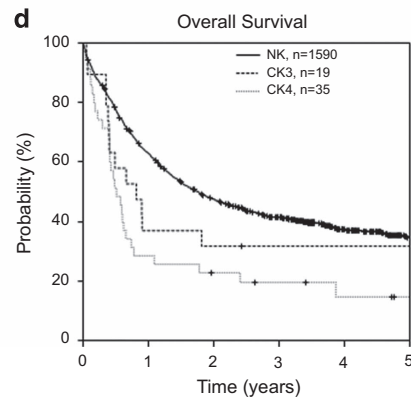 d
Overall Survival
NK, n=1590
CK3, n=19
CK4, n=35
Probability (%)
100
80
60
40
20
0
0 1 2 3 4 5
Time (years)